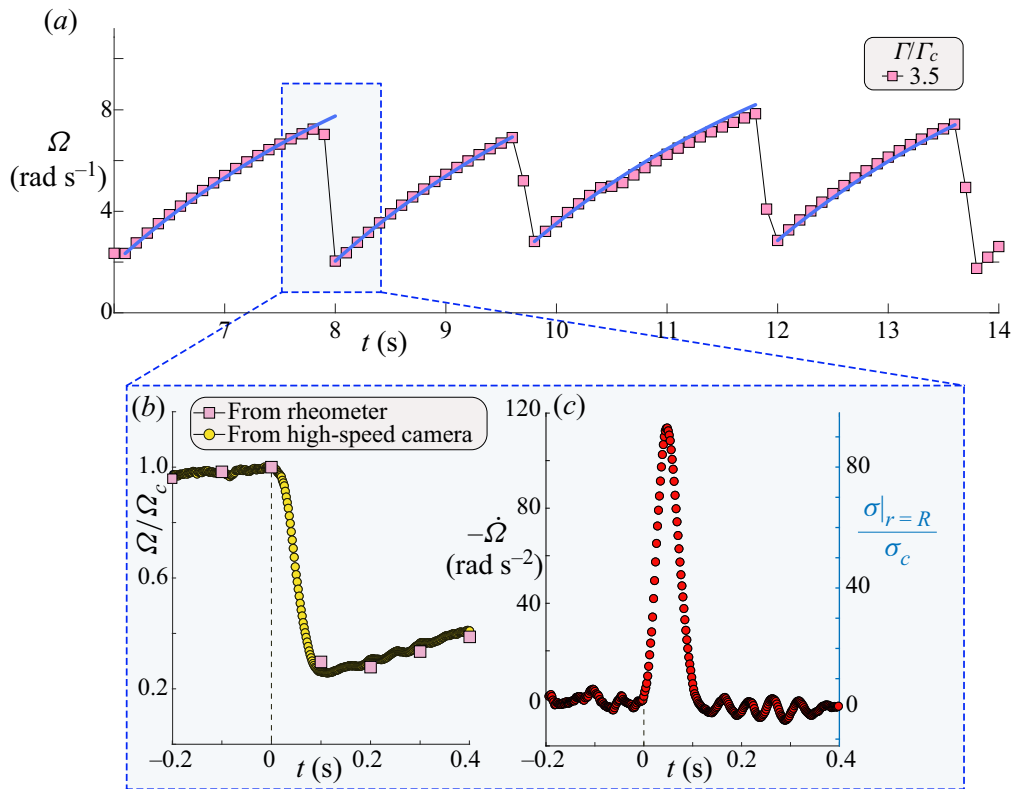 (a)
Γ/Γc
3.5
Ω
(rad s−1)
8
4
0
7
8
9
10
11
12
13
14
t (s)
(b)
From rheometer
From high-speed camera
Ω/Ωc
1.0
0.6
0.2
−0.2
0
0.2
0.4
t (s)
(c)
−Ω̇
(rad s−2)
120
80
40
0
−0.2
0
0.2
0.4
t (s)
80
40
0
σ|r = R
σc